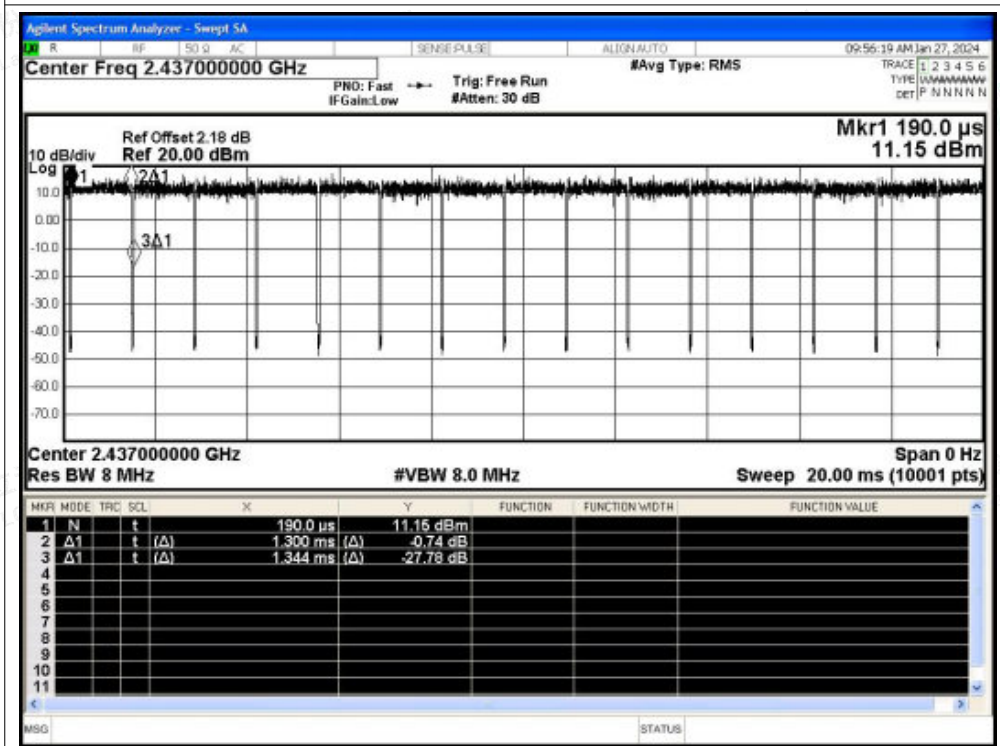 Agilent Spectrum Analyzer - Swept SA
R RF 50 Ω AC SENSE:PULSE ALIGN AUTO 09:56:19 AM Jan 27, 2024
Center Freq 2.437000000 GHz
PNO: Fast
IFGain:Low
Trig: Free Run
#Atten: 30 dB
#Avg Type: RMS
TRACE 1 2 3 4 5 6
TYPE
DET P N N N N N
Mkr1 190.0 µs
11.15 dBm
Ref Offset 2.18 dB
10 dB/div Ref 20.00 dBm
Log
1
2Δ1
3Δ1
10.0
0.00
-10.0
-20.0
-30.0
-40.0
-50.0
-60.0
-70.0
Center 2.437000000 GHz Span 0 Hz
Res BW 8 MHz #VBW 8.0 MHz Sweep 20.00 ms (10001 pts)
MKR MODE TRC SCL X Y FUNCTION FUNCTION WIDTH FUNCTION VALUE
1 N t 190.0 µs 11.15 dBm
2 Δ1 t (Δ) 1.300 ms (Δ) -0.74 dB
3 Δ1 t (Δ) 1.344 ms (Δ) -27.78 dB
4
5
6
7
8
9
10
11
MSG STATUS